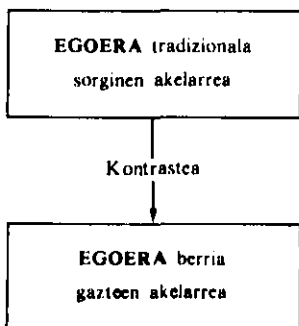 EGOERA tradizionala
sorginen akelarrea
Kontrastea
EGOERA berria
gazteen akelarrea